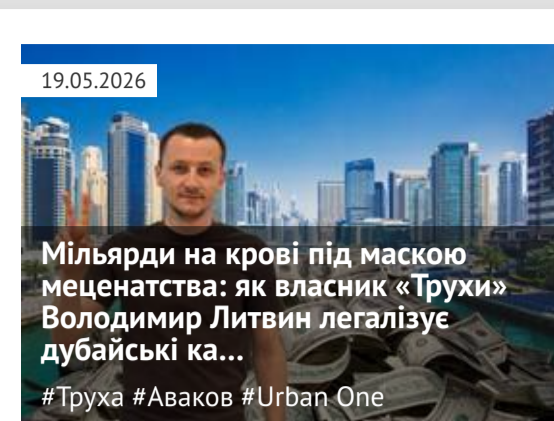 19.05.2026
Мільярди на крові під маскою
меценатства: як власник «Трухи»
Володимир Литвин легалізує
дубайські ка...
#Труха #Аваков #Urban One